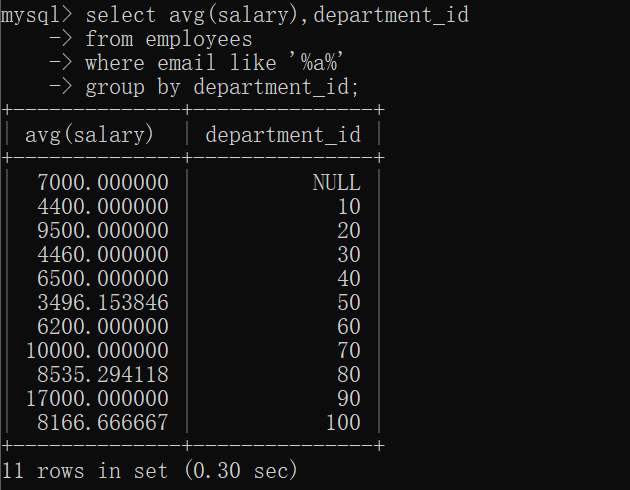 mysql> select avg(salary),department_id
    -> from employees
    -> where email like '%a%'
    -> group by department_id;
+--------------+---------------+
| avg(salary)  | department_id |
+--------------+---------------+
|  7000.000000 |          NULL |
|  4400.000000 |            10 |
|  9500.000000 |            20 |
|  4460.000000 |            30 |
|  6500.000000 |            40 |
|  3496.153846 |            50 |
|  6200.000000 |            60 |
| 10000.000000 |            70 |
|  8535.294118 |            80 |
| 17000.000000 |            90 |
|  8166.666667 |           100 |
+--------------+---------------+
11 rows in set (0.30 sec)